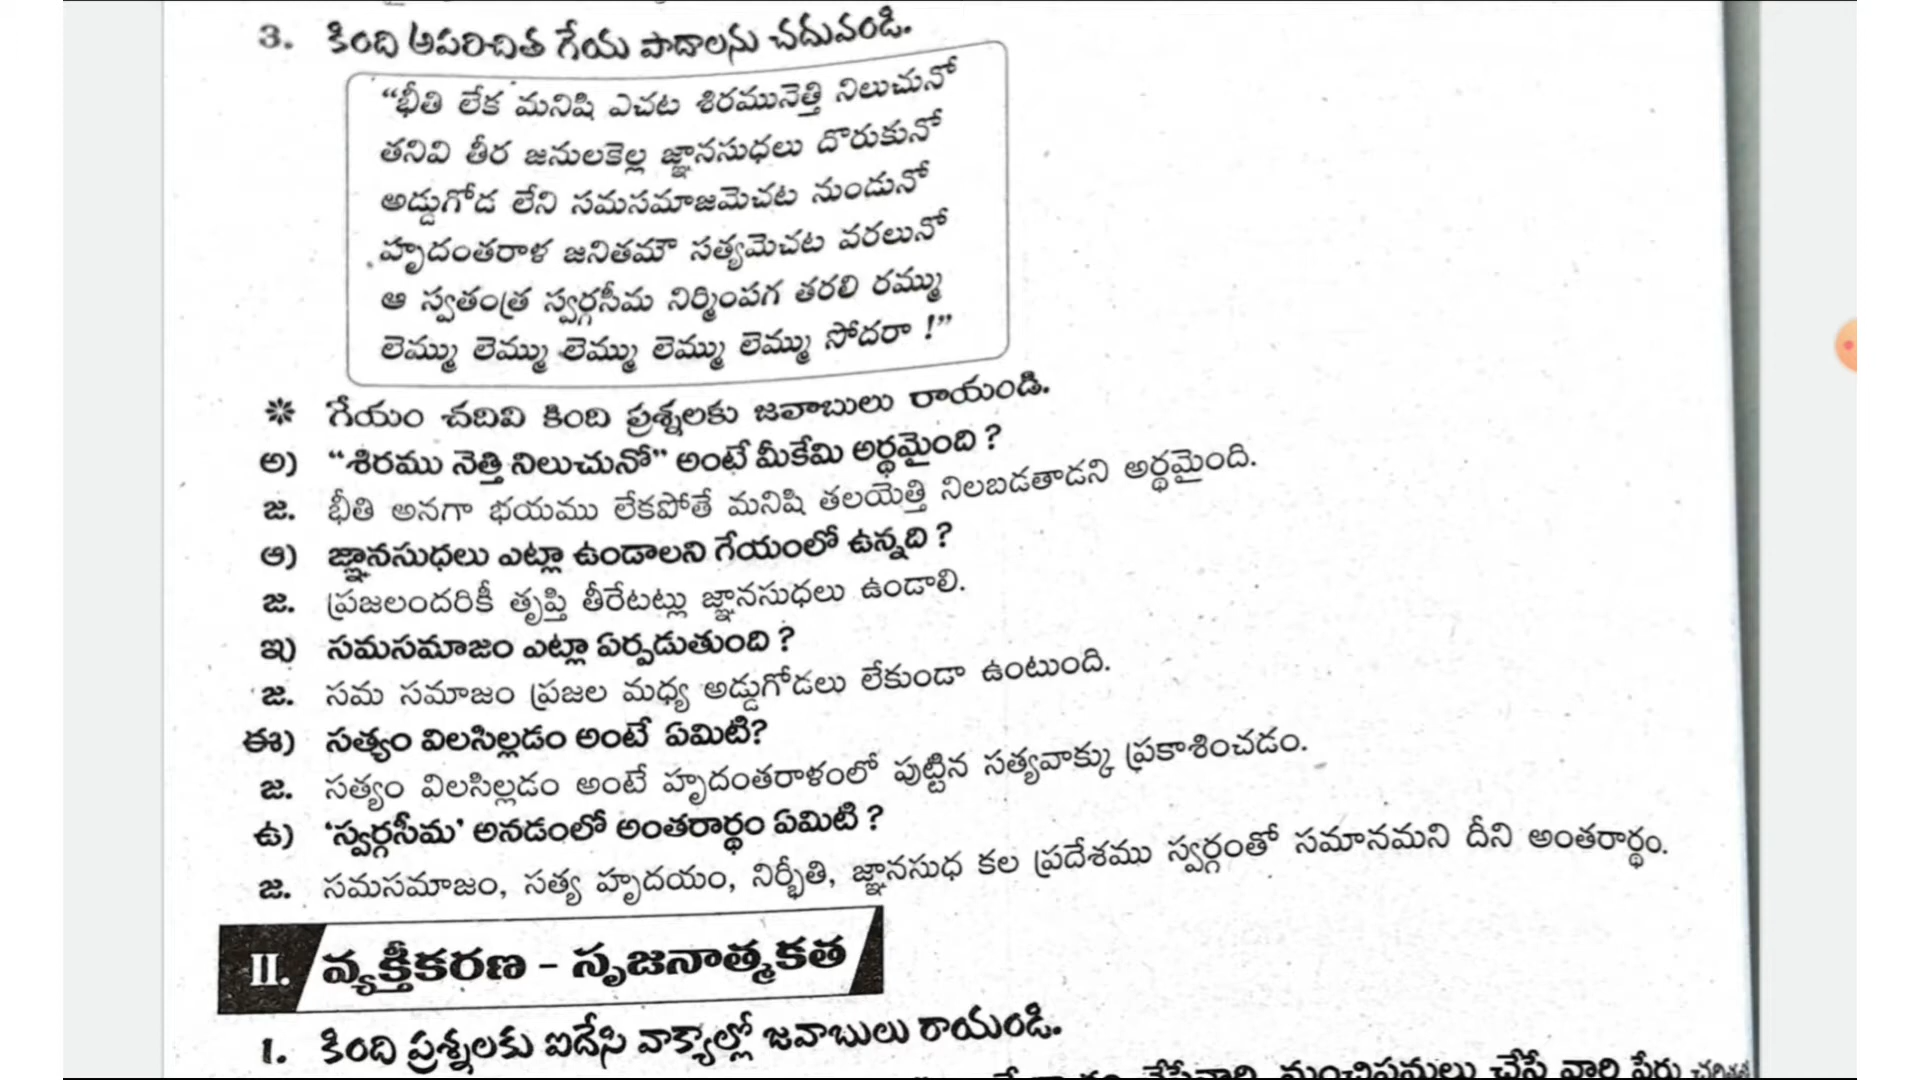 3. కింది అపరిచిత గేయ పాదాలను చదువండి.
“భీతి లేక మనిషి ఎచట శిరమునెత్తి నిలుచునో
తనివి తీర జనులకెల్ల జ్ఞానసుధలు దొరుకునో
అడ్డుగోడ లేని సమసమాజమెచట నుండునో
హృదంతరాళ జనితమౌ సత్యమెచట వరలునో
ఆ స్వతంత్ర స్వర్గసీమ నిర్మింపగ తరలి రమ్ము
లెమ్ము లెమ్ము లెమ్ము లెమ్ము లెమ్ము సోదరా !”
❋ గేయం చదివి కింది ప్రశ్నలకు జవాబులు రాయండి.
అ) “శిరము నెత్తి నిలుచునో” అంటే మీకేమి అర్థమైంది ?
జ. భీతి అనగా భయము లేకపోతే మనిషి తలయెత్తి నిలబడతాడని అర్థమైంది.
ఆ) జ్ఞానసుధలు ఎట్లా ఉండాలని గేయంలో ఉన్నది ?
జ. ప్రజలందరికీ తృప్తి తీరేటట్లు జ్ఞానసుధలు ఉండాలి.
ఇ) సమసమాజం ఎట్లా ఏర్పడుతుంది ?
జ. సమ సమాజం ప్రజల మధ్య అడ్డుగోడలు లేకుండా ఉంటుంది.
ఈ) సత్యం విలసిల్లడం అంటే ఏమిటి?
జ. సత్యం విలసిల్లడం అంటే హృదంతరాళంలో పుట్టిన సత్యవాక్కు ప్రకాశించడం.
ఉ) ‘స్వర్గసీమ’ అనడంలో అంతరార్థం ఏమిటి ?
జ. సమసమాజం, సత్య హృదయం, నిర్భీతి, జ్ఞానసుధ కల ప్రదేశము స్వర్గంతో సమానమని దీని అంతరార్థం.
II. వ్యక్తీకరణ - సృజనాత్మకత
1. కింది ప్రశ్నలకు ఐదేసి వాక్యాల్లో జవాబులు రాయండి.
మంచిపనులు చేసే వారి పేరు